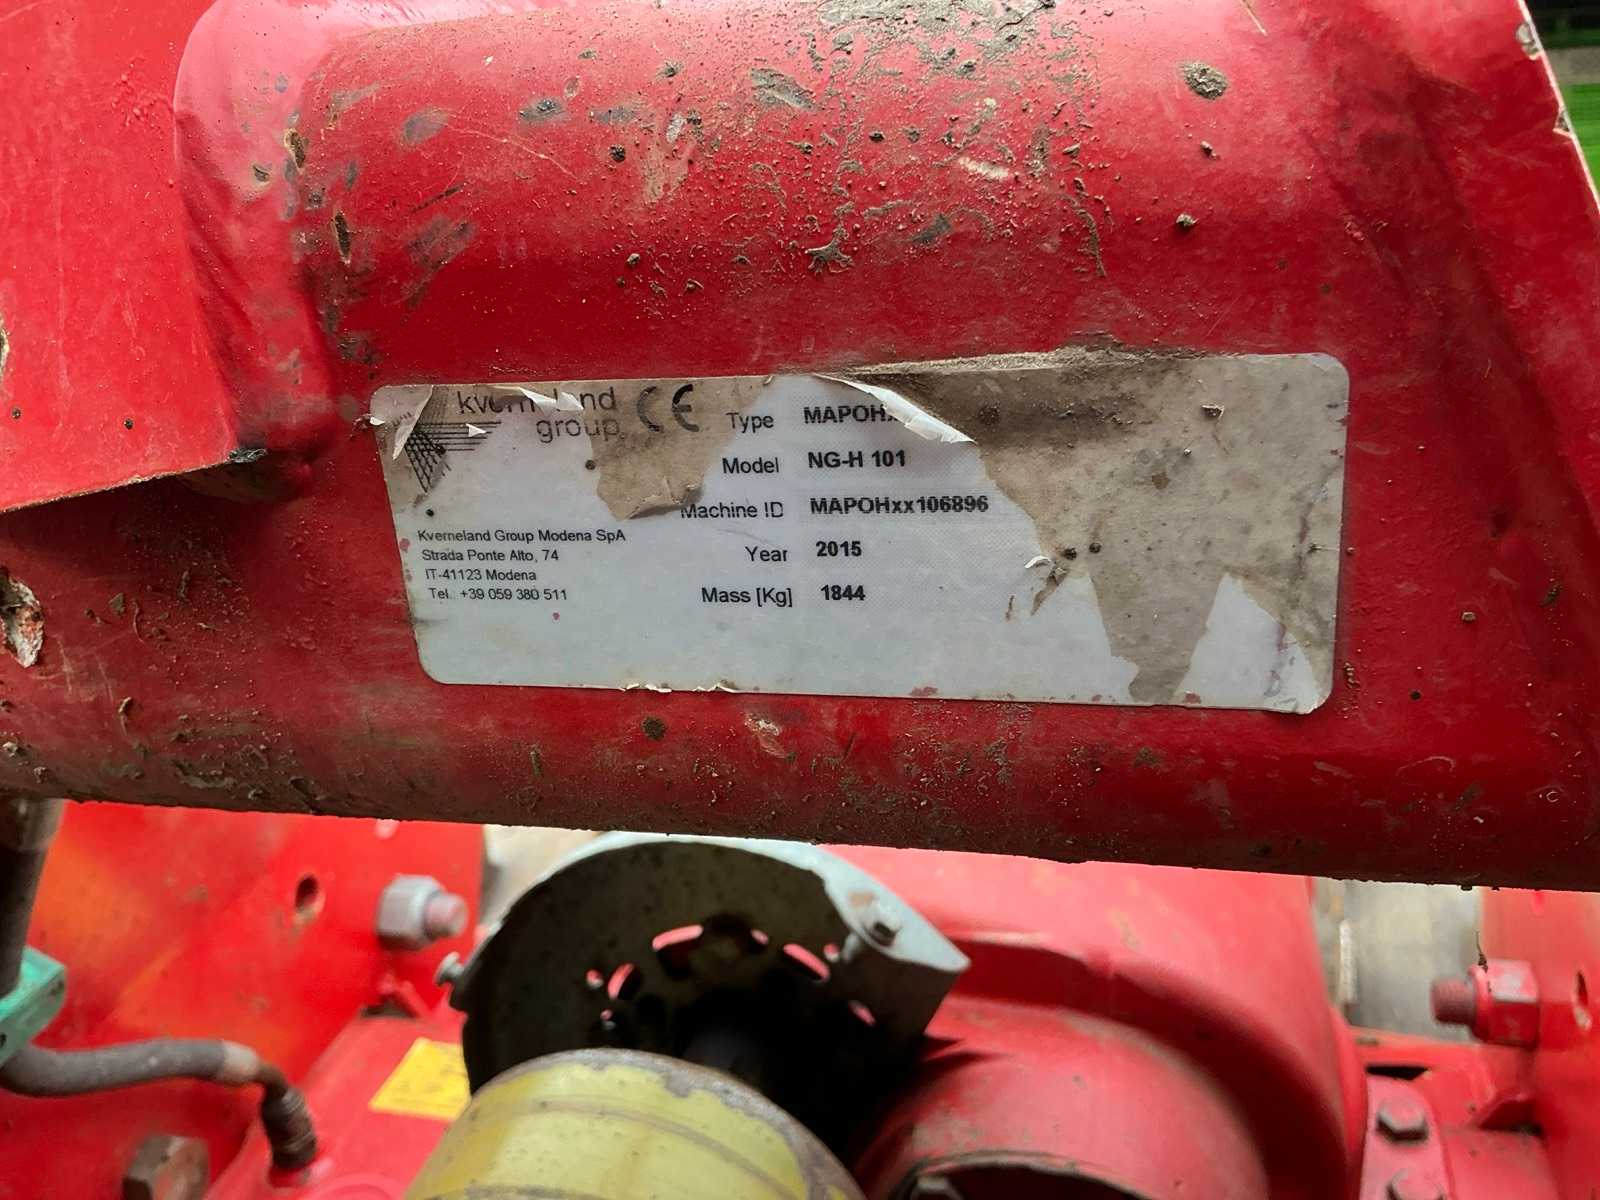 kverneland
group
CE
Type MAPOHx
Model NG-H 101
Machine ID MAPOHxx106896
Year 2015
Mass [Kg] 1844
Kverneland Group Modena SpA
Strada Ponte Alto, 74
IT-41123 Modena
Tel.: +39 059 380 511